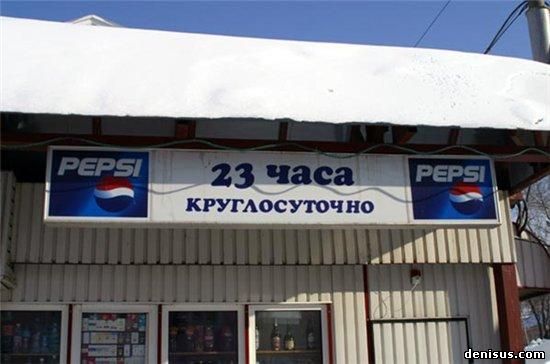 PEPSI 23 часа PEPSI
КРУГЛОСУТОЧНО
denisus.com